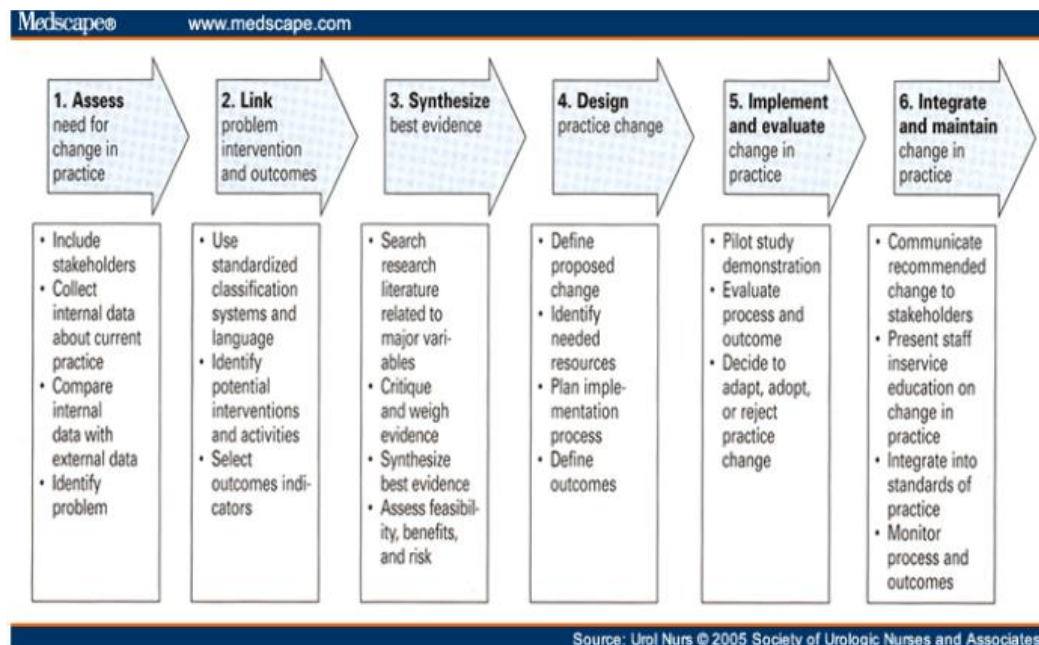 Medscape® www.medscape.com
1. Assess
need for
change in
practice
2. Link
problem
intervention
and outcomes
3. Synthesize
best evidence
4. Design
practice change
5. Implement
and evaluate
change in
practice
6. Integrate
and maintain
change in
practice
• Include
stakeholders
• Collect
internal data
about current
practice
• Compare
internal
data with
external data
• Identify
problem
• Use
standardized
classification
systems and
language
• Identify
potential
interventions
and activities
• Select
outcomes indi-
cators
• Search
research
literature
related to
major vari-
ables
• Critique
and weigh
evidence
• Synthesize
best evidence
• Assess feasibil-
ity, benefits,
and risk
• Define
proposed
change
• Identify
needed
resources
• Plan imple-
mentation
process
• Define
outcomes
• Pilot study
demonstration
• Evaluate
process and
outcome
• Decide to
adapt, adopt,
or reject
practice
change
• Communicate
recommended
change to
stakeholders
• Present staff
inservice
education on
change in
practice
• Integrate into
standards of
practice
• Monitor
process and
outcomes
Source: Urol Nurs © 2005 Society of Urologic Nurses and Associates